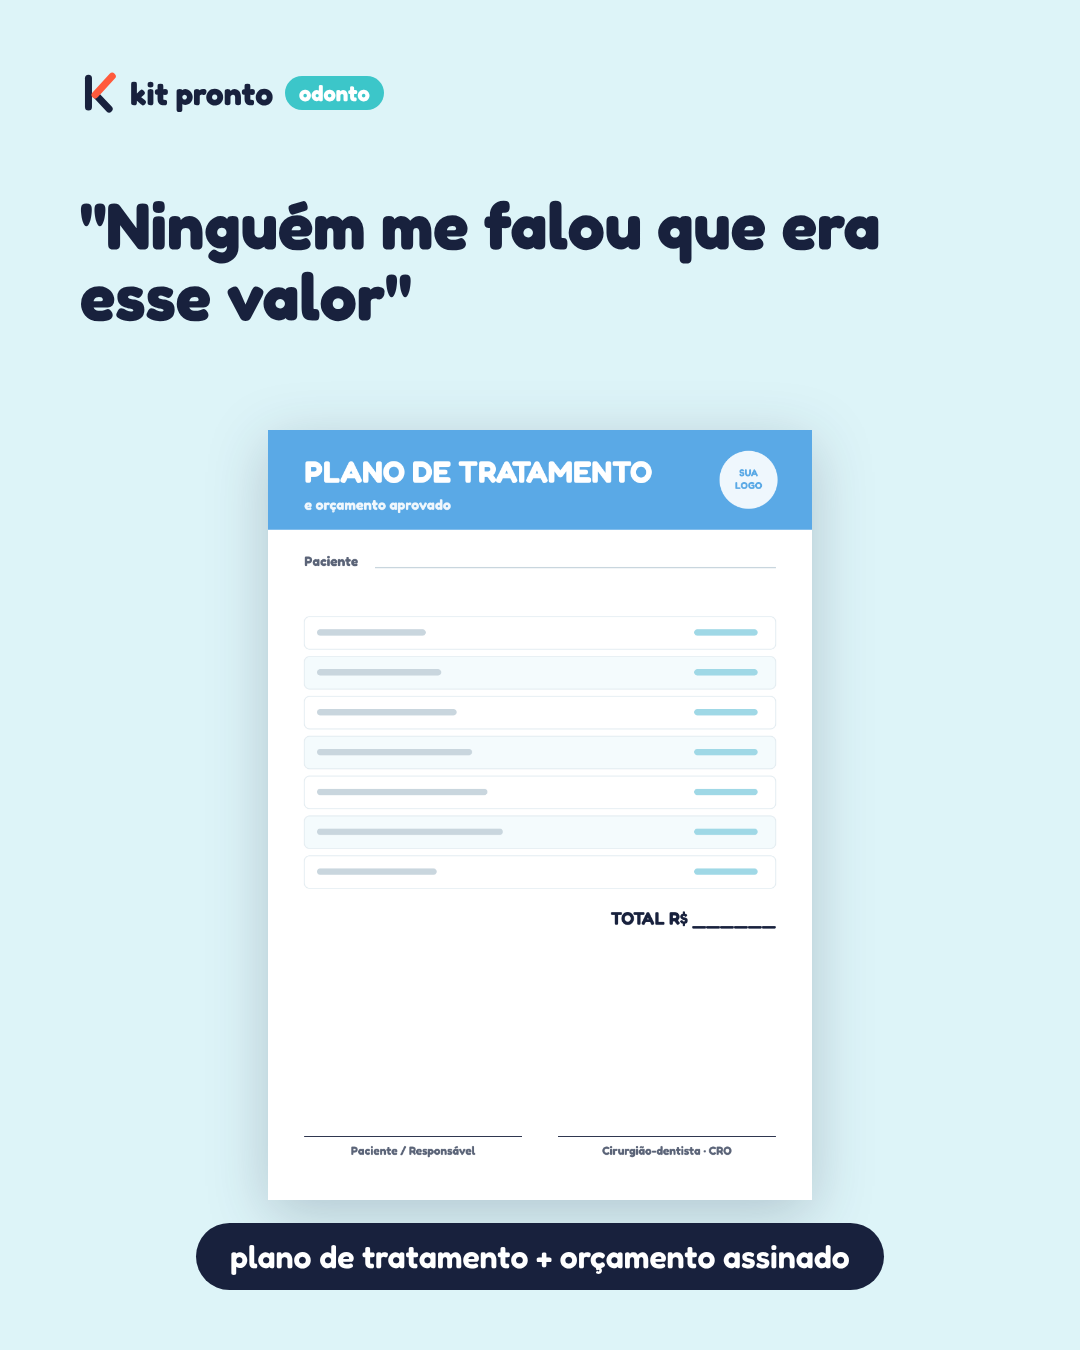 kit pronto odonto
"Ninguém me falou que era
esse valor"
PLANO DE TRATAMENTO
e orçamento aprovado
SUA
LOGO
Paciente
TOTAL R$ ______
Paciente / Responsável
Cirurgião-dentista · CRO
plano de tratamento + orçamento assinado